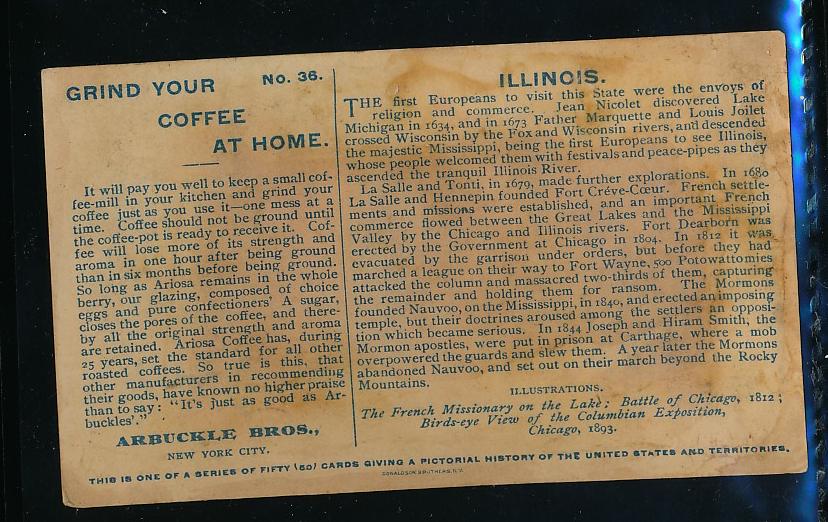 GRIND YOUR No. 36.
COFFEE
AT HOME.
It will pay you well to keep a small cof-
fee-mill in your kitchen and grind your
coffee just as you use it—one mess at a
time. Coffee should not be ground until
the coffee-pot is ready to receive it. Cof-
fee will lose more of its strength and
aroma in one hour after being ground
than in six months before being ground.
So long as Ariosa remains in the whole
berry, our glazing, composed of choice
eggs and pure confectioners' A sugar,
closes the pores of the coffee, and there-
by all the original strength and aroma
are retained. Ariosa Coffee has, during
25 years, set the standard for all other
roasted coffees. So true is this, that
other manufacturers in recommending
their goods, have known no higher praise
than to say: "It's just as good as Ar-
buckles'."
ARBUCKLE BROS.,
NEW YORK CITY.
ILLINOIS.
THE first Europeans to visit this State were the envoys of
religion and commerce. Jean Nicolet discovered Lake
Michigan in 1634, and in 1673 Father Marquette and Louis Joilet
crossed Wisconsin by the Fox and Wisconsin rivers, and descended
the majestic Mississippi, being the first Europeans to see Illinois,
whose people welcomed them with festivals and peace-pipes as they
ascended the tranquil Illinois River.
La Salle and Tonti, in 1679, made further explorations. In 1680
La Salle and Hennepin founded Fort Créve-Cœur. French settle-
ments and missions were established, and an important French
commerce flowed between the Great Lakes and the Mississippi
Valley by the Chicago and Illinois rivers. Fort Dearborn was
erected by the Government at Chicago in 1804. In 1812 it was
evacuated by the garrison under orders, but before they had
marched a league on their way to Fort Wayne, 500 Potawottomies
attacked the column and massacred two-thirds of them, capturing
the remainder and holding them for ransom. The Mormons
founded Nauvoo, on the Mississippi, in 1840, and erected an imposing
temple, but their doctrines aroused among the settlers an opposi-
tion which became serious. In 1844 Joseph and Hiram Smith, the
Mormon apostles, were put in prison at Carthage, where a mob
overpowered the guards and slew them. A year later the Mormons
abandoned Nauvoo, and set out on their march beyond the Rocky
Mountains.
ILLUSTRATIONS.
The French Missionary on the Lake; Battle of Chicago, 1812;
Birds-eye View of the Columbian Exposition,
Chicago, 1893.
THIS IS ONE OF A SERIES OF FIFTY (50) CARDS GIVING A PICTORIAL HISTORY OF THE UNITED STATES AND TERRITORIES.
DONALDSON BROTHERS, N.Y.